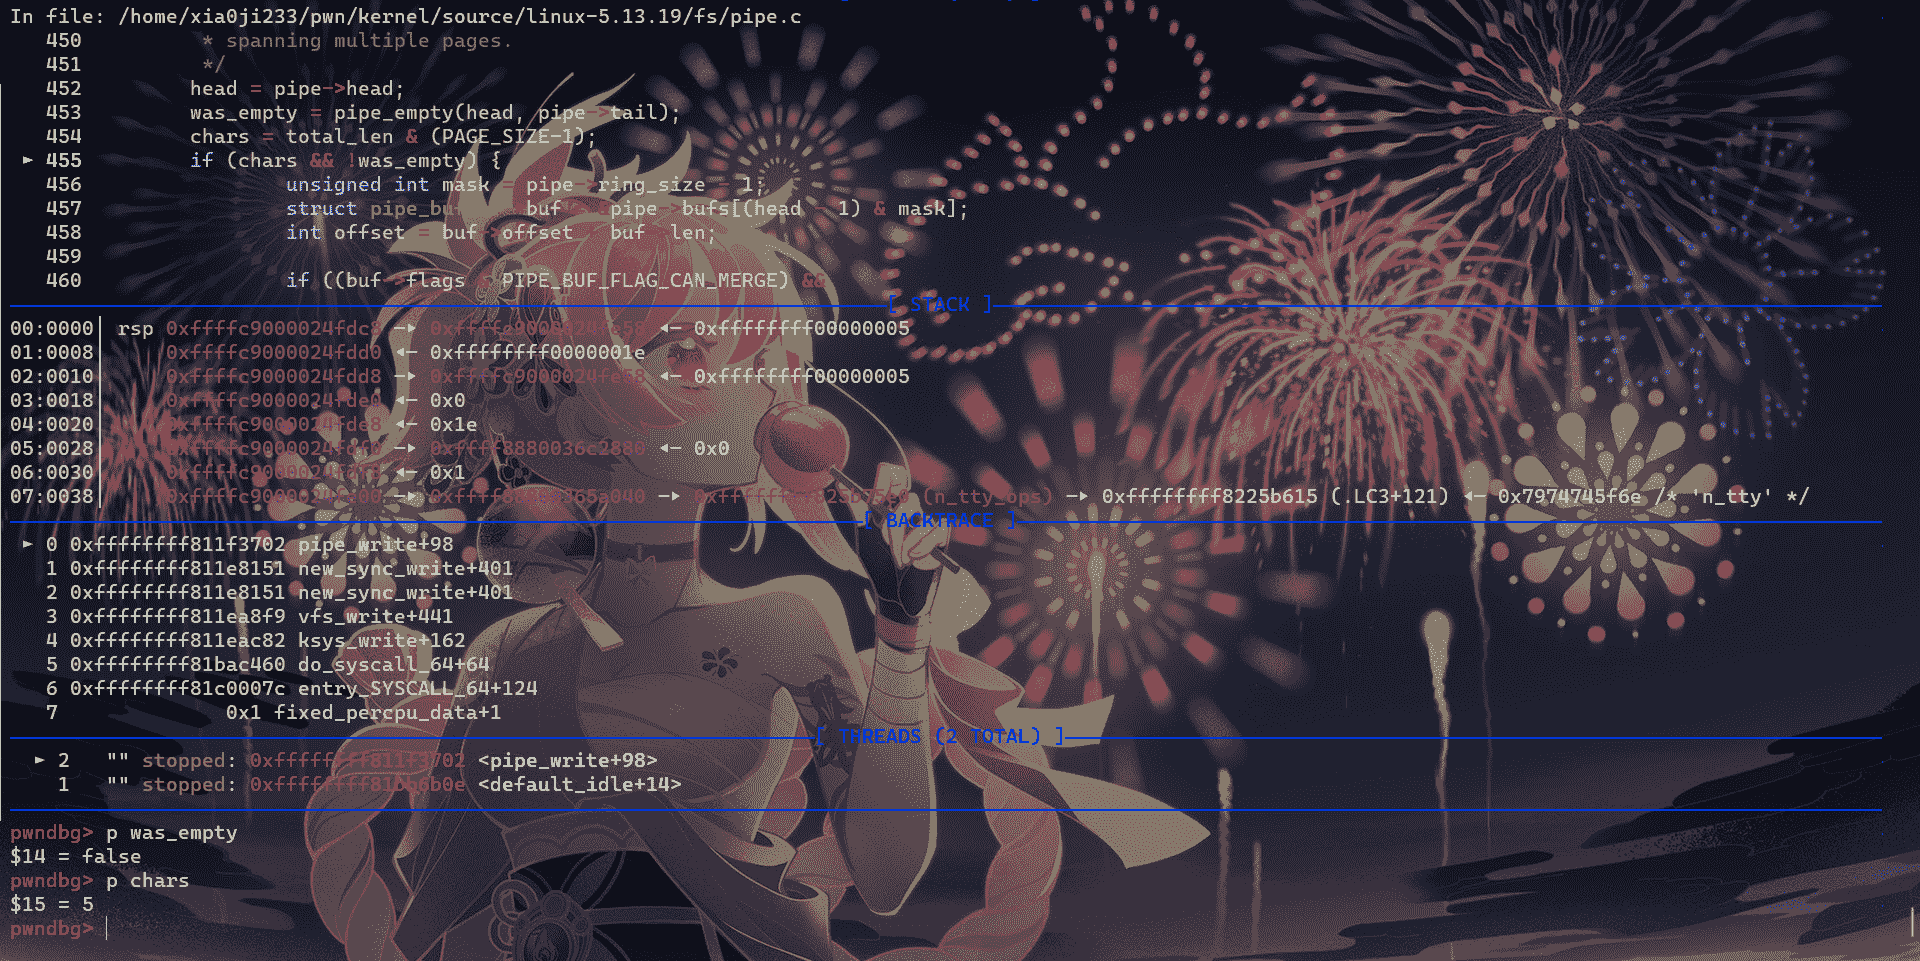 In file: /home/xia0ji233/pwn/kernel/source/linux-5.13.19/fs/pipe.c
450 * spanning multiple pages.
451 */
452 head = pipe->head;
453 was_empty = pipe_empty(head, pipe->tail);
454 chars = total_len & (PAGE_SIZE-1);
► 455 if (chars && !was_empty) {
456 unsigned int mask = pipe->ring_size - 1;
457 struct pipe_buf buf pipe bufs[(head - 1) & mask];
458 int offset = buf offset buf len;
459
460 if ((buf flags PIPE_BUF_FLAG_CAN_MERGE) &&
[ STACK ]
00:0000│ rsp 0xffffc9000024fdc8 —▸ ◂— 0xffffffff00000005
01:0008│ 0xffffc9000024fdd0 ◂— 0xffffffff0000001e
02:0010│ 0xffffc9000024fdd8 —▸ 0xffffc9000024fe58 ◂— 0xffffffff00000005
03:0018│ 0xffffc9000024fde0 ◂— 0x0
04:0020│ 0xffffc9000024fde8 ◂— 0x1e
05:0028│ 0xffffc9000024fdf0 —▸ 0xffff8880036c2880 ◂— 0x0
06:0030│ 0xffffc9000024fdf8 ◂— 0x1
07:0038│ 0xffffc9000024fe00 —▸ —▸ (n_tty_ops) —▸ 0xffffffff8225b615 (.LC3+121) ◂— 0x7974745f6e /* 'n_tty' */
[ BACKTRACE ]
► 0 0xffffffff811f3702 pipe_write+98
1 0xffffffff811e8151 new_sync_write+401
2 0xffffffff811e8151 new_sync_write+401
3 0xffffffff811ea8f9 vfs_write+441
4 0xffffffff811eac82 ksys_write+162
5 0xffffffff81bac460 do_syscall_64+64
6 0xffffffff81c0007c entry_SYSCALL_64+124
7 0x1 fixed_percpu_data+1
[ THREADS (2 TOTAL) ]
► 2 "" stopped: 0xffffffff811f3702 <pipe_write+98>
1 "" stopped: 0xffffffff81bb6b0e <default_idle+14>
pwndbg> p was_empty
$14 = false
pwndbg> p chars
$15 = 5
pwndbg>